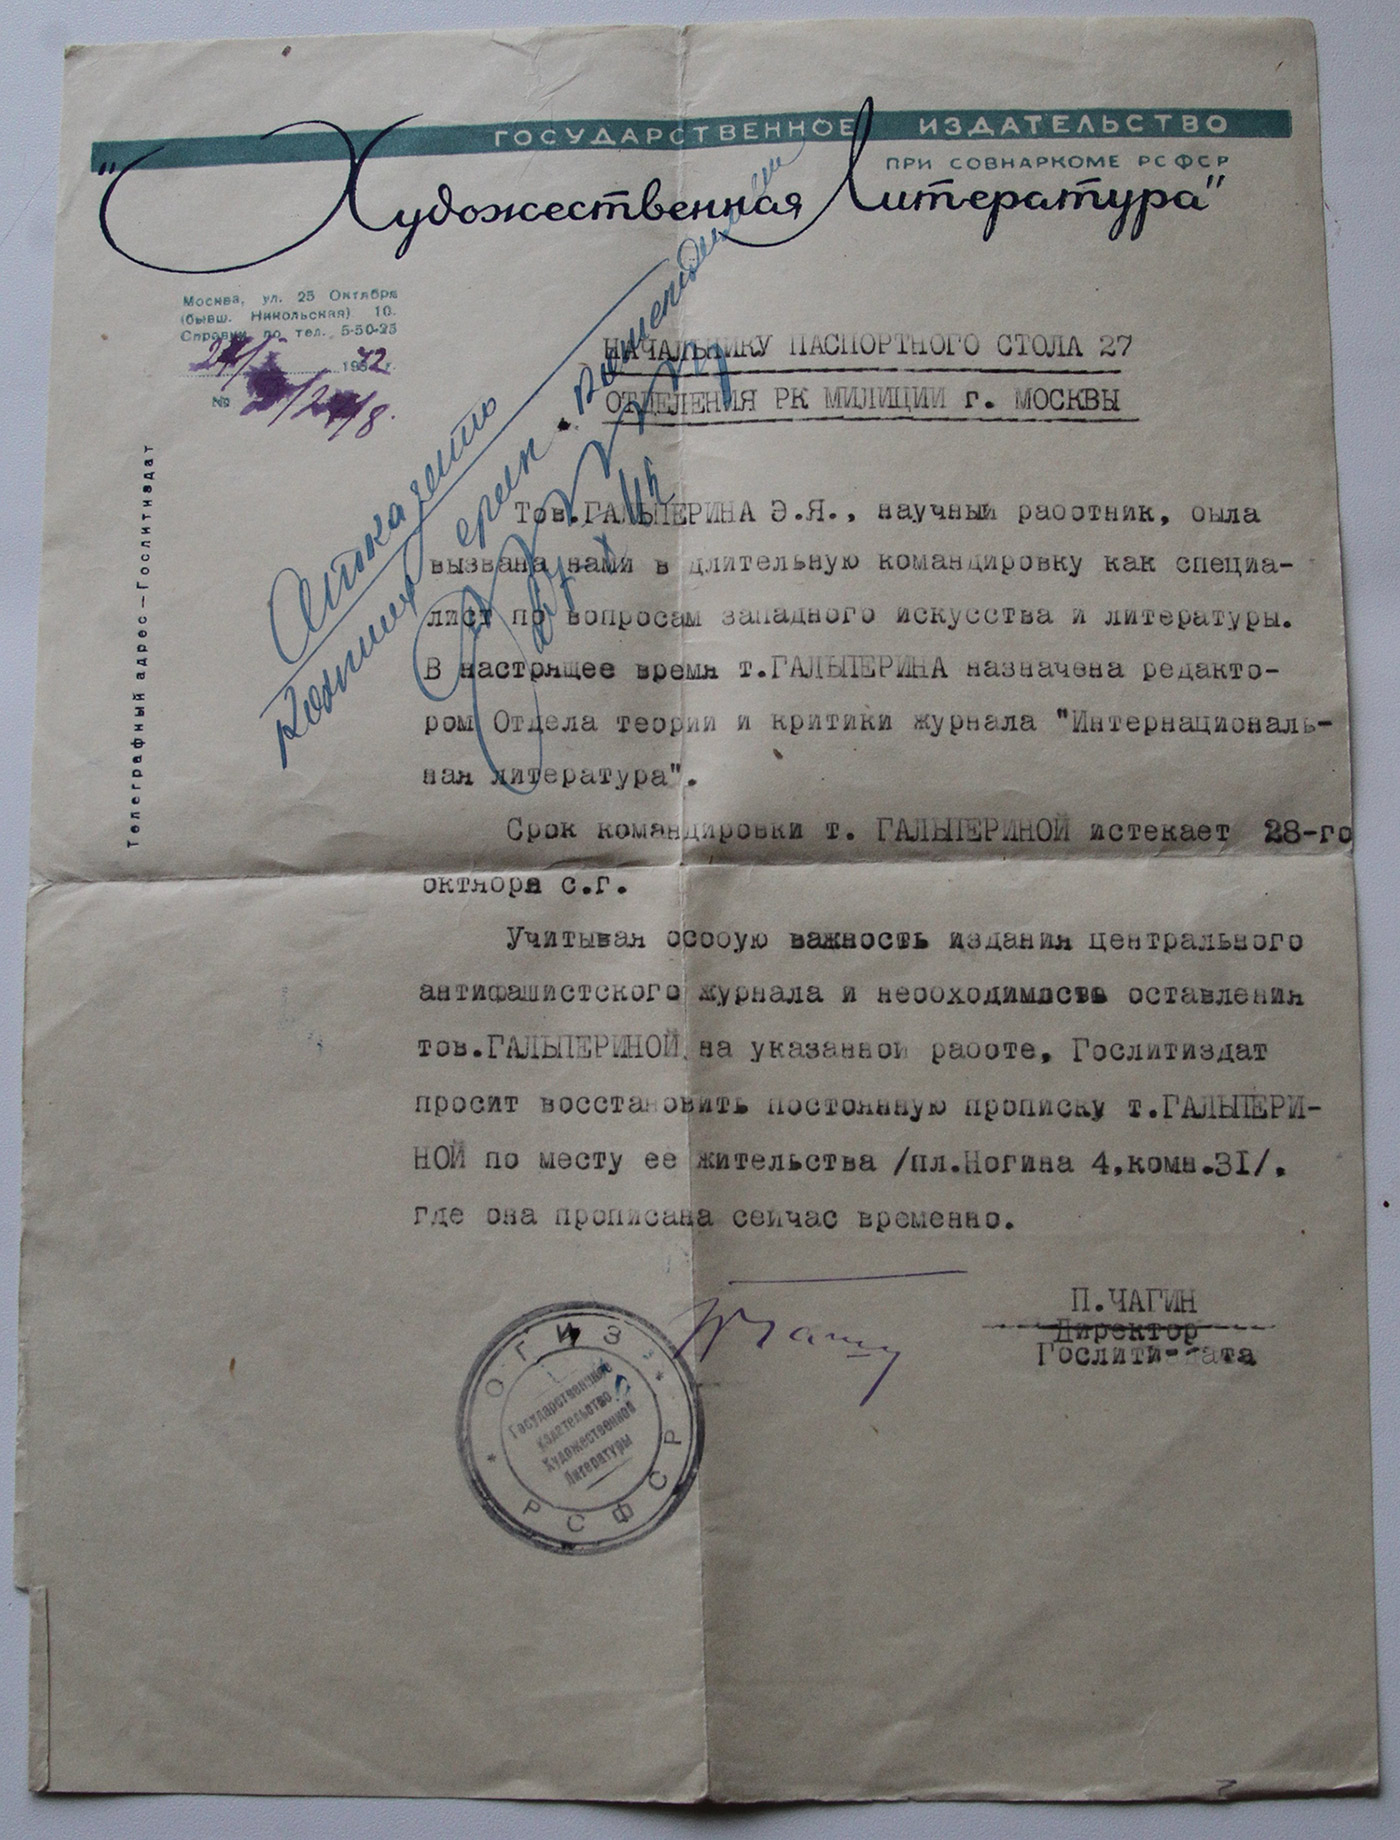 ГОСУДАРСТВЕННОЕ ИЗДАТЕЛЬСТВО
ПРИ СОВНАРКОМЕ РСФСР
"Художественная Литература"
Москва, ул. 25 Октября
(бывш. Никольская) 10.
Справки по тел. 5-50-25
1942 г.
№
Телеграфный адрес—Гослитиздат
Отказать
НАЧАЛЬНИКУ ПАСПОРТНОГО СТОЛА 27
ОТДЕЛЕНИЯ РК МИЛИЦИИ г. МОСКВЫ
Тов.ГАЛЬПЕРИНА Э.Я., научный работник, была
вызвана нами в длительную командировку как специа-
лист по вопросам западного искусства и литературы.
В настоящее время т.ГАЛЬПЕРИНА назначена редакто-
ром Отдела теории и критики журнала "Интернациональ-
ная литература".
Срок командировки т. ГАЛЬПЕРИНОЙ истекает 28-го
октября с.г.
Учитывая особую важность издания центрального
антифашистского журнала и необходимость оставления
тов.ГАЛЬПЕРИНОЙ на указанной работе, Гослитиздат
просит восстановить постоянную прописку т.ГАЛЬПЕРИ-
НОЙ по месту ее жительства /пл.Ногина 4,комн.31/,
где она прописана сейчас временно.
П.ЧАГИН
Директор
Гослитиздата
П Чагин
ОГИЗ * РСФСР *
Государственное
издательство
Художественной
Литературы